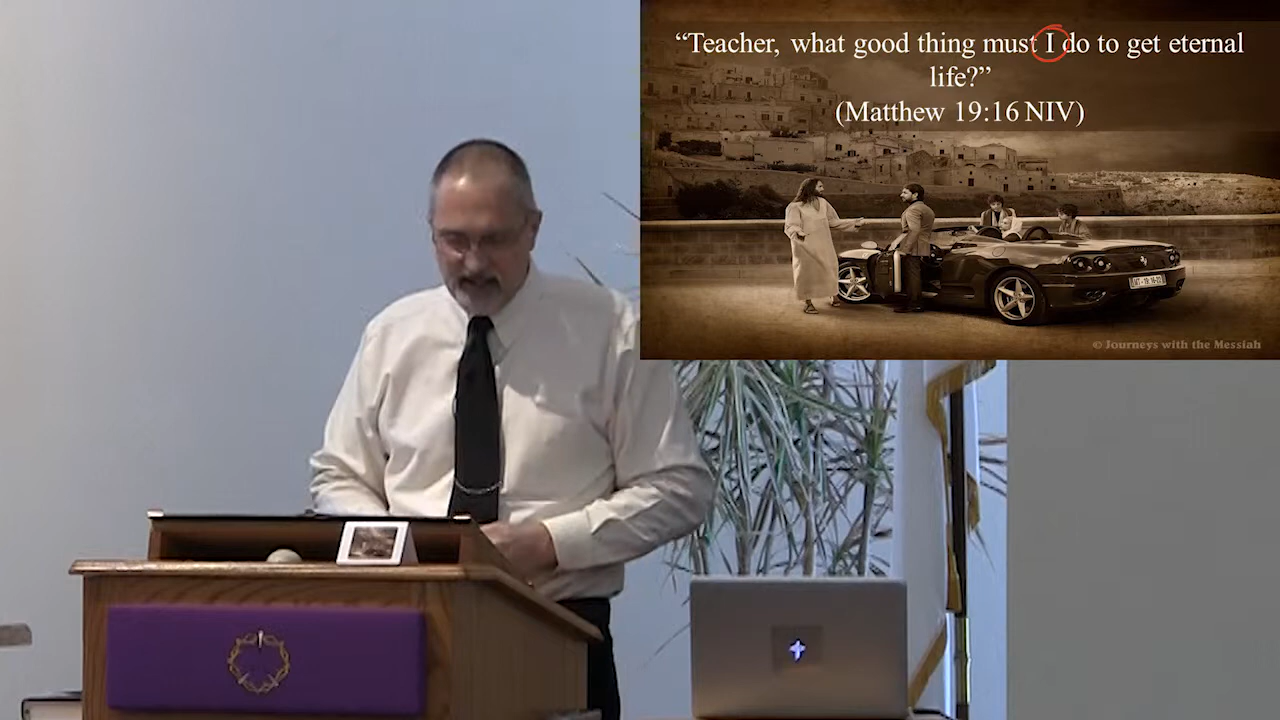 “Teacher, what good thing must I do to get eternal
life?”
(Matthew 19:16 NIV)
© Journeys with the Messiah